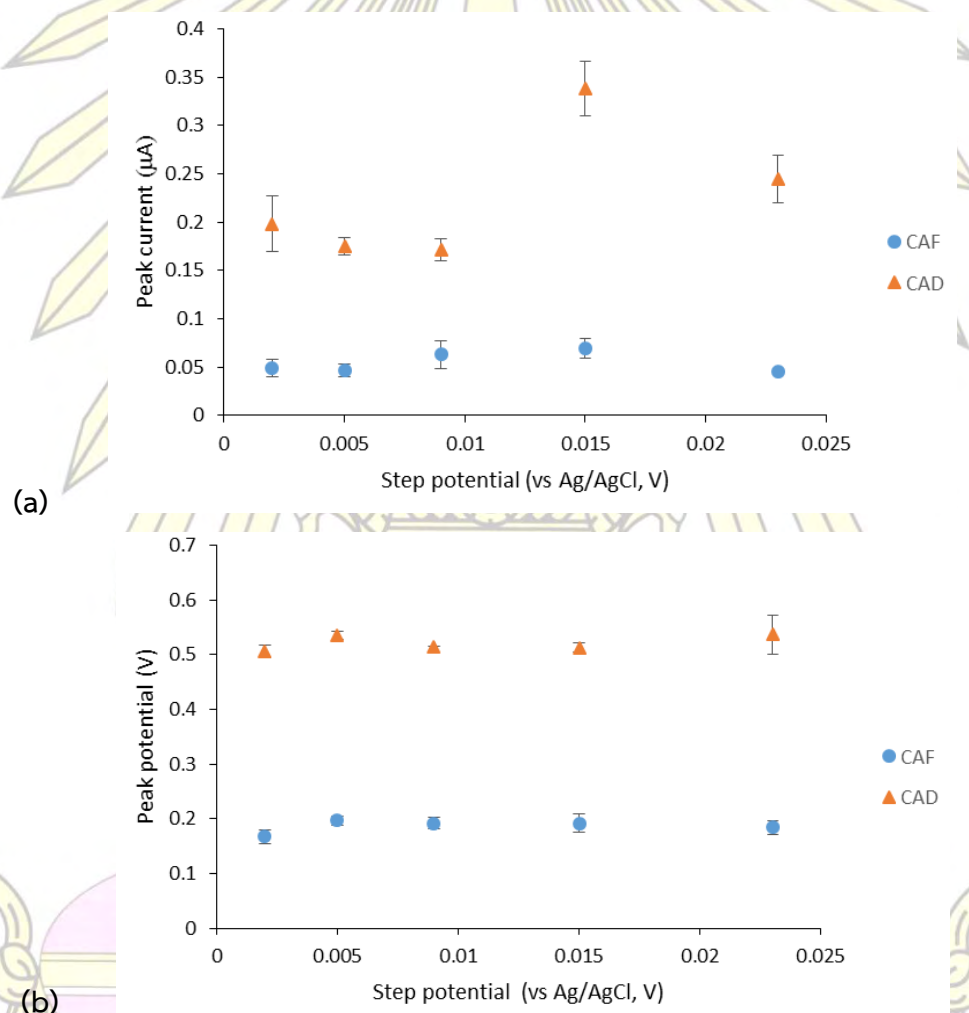 0.4
0.35
0.3
0.25
0.2
0.15
0.1
0.05
0
Peak current (μA)
0 0.005 0.01 0.015 0.02 0.025
Step potential (vs Ag/AgCl, V)
CAF
CAD
(a)
0.7
0.6
0.5
0.4
0.3
0.2
0.1
0
Peak potential (V)
0 0.005 0.01 0.015 0.02 0.025
Step potential (vs Ag/AgCl, V)
CAF
CAD
(b)